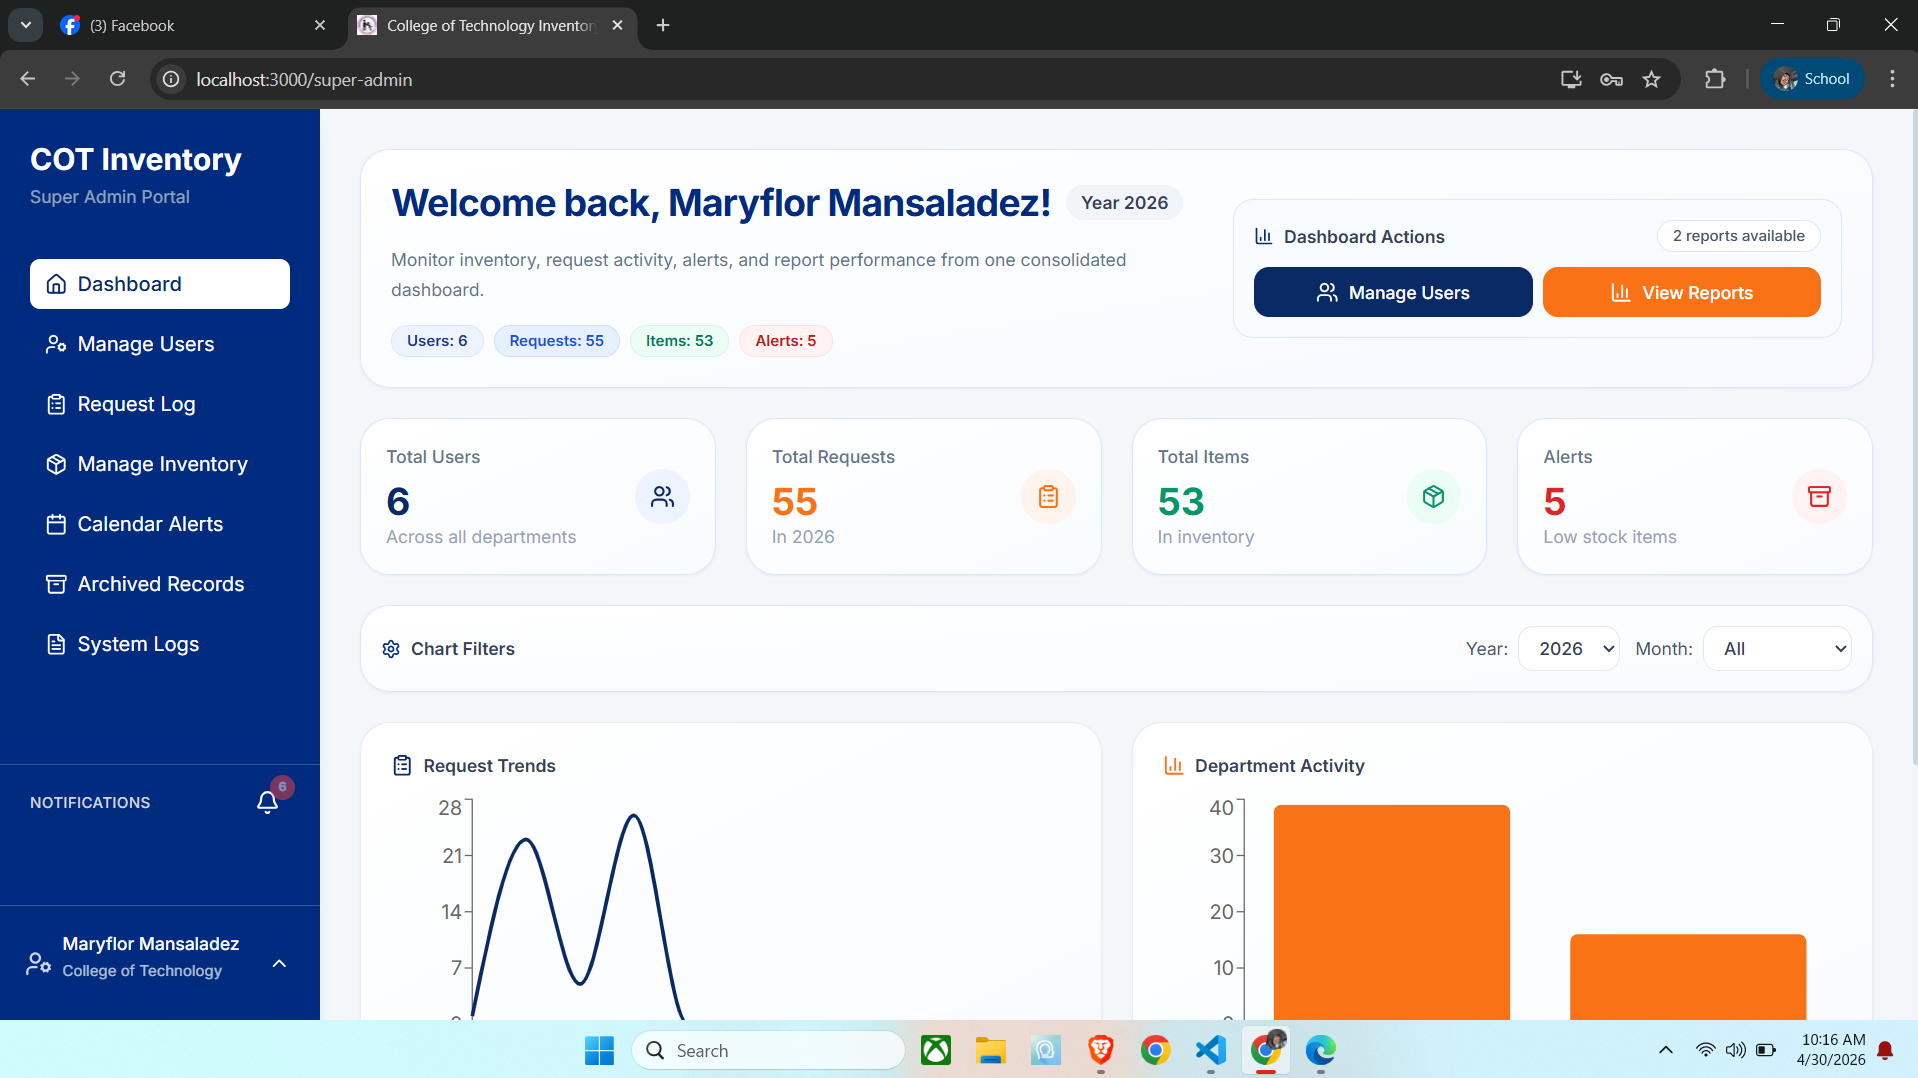 (3) Facebook
College of Technology Inventor
localhost:3000/super-admin
School
COT Inventory
Super Admin Portal
Dashboard
Manage Users
Request Log
Manage Inventory
Calendar Alerts
Archived Records
System Logs
NOTIFICATIONS
6
Maryflor Mansaladez
College of Technology
Welcome back, Maryflor Mansaladez!
Year 2026
Monitor inventory, request activity, alerts, and report performance from one consolidated
dashboard.
Users: 6
Requests: 55
Items: 53
Alerts: 5
Dashboard Actions
2 reports available
Manage Users
View Reports
Total Users
6
Across all departments
Total Requests
55
In 2026
Total Items
53
In inventory
Alerts
5
Low stock items
Chart Filters
Year:
2026
Month:
All
Request Trends
28
21
14
7
Department Activity
40
30
20
10
Search
10:16 AM
4/30/2026